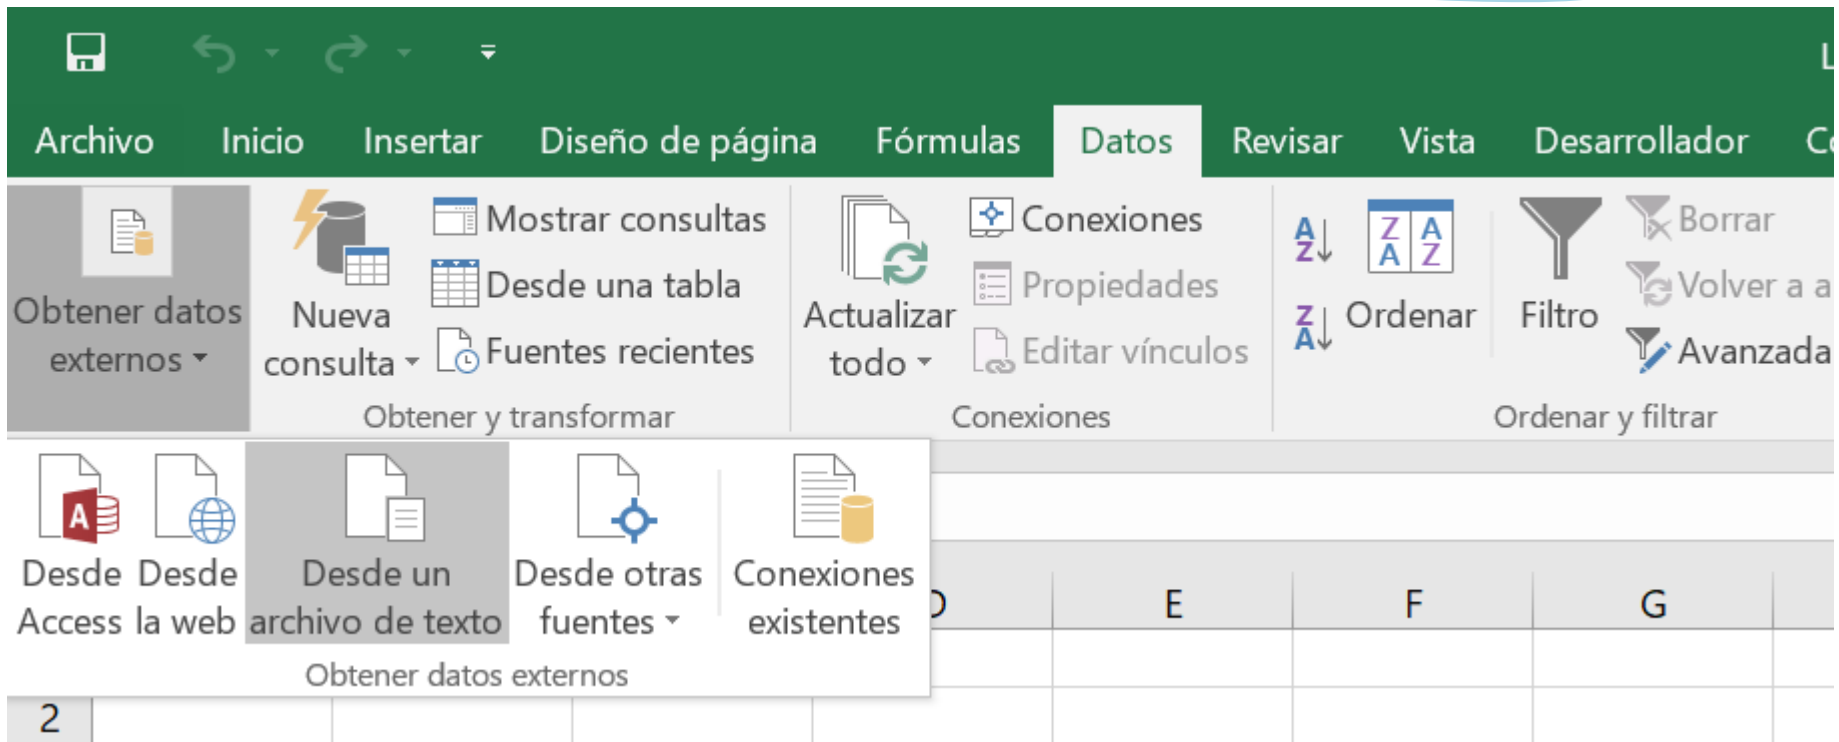 Archivo Inicio Insertar Diseño de página Fórmulas Datos Revisar Vista Desarrollador
Obtener datos externos
Nueva consulta
Mostrar consultas
Desde una tabla
Fuentes recientes
Obtener y transformar
Actualizar todo
Conexiones
Propiedades
Editar vínculos
Conexiones
Ordenar
Filtro
Borrar
Volver a a
Avanzada
Ordenar y filtrar
Desde Access
Desde la web
Desde un archivo de texto
Desde otras fuentes
Conexiones existentes
Obtener datos externos
D E F G
2